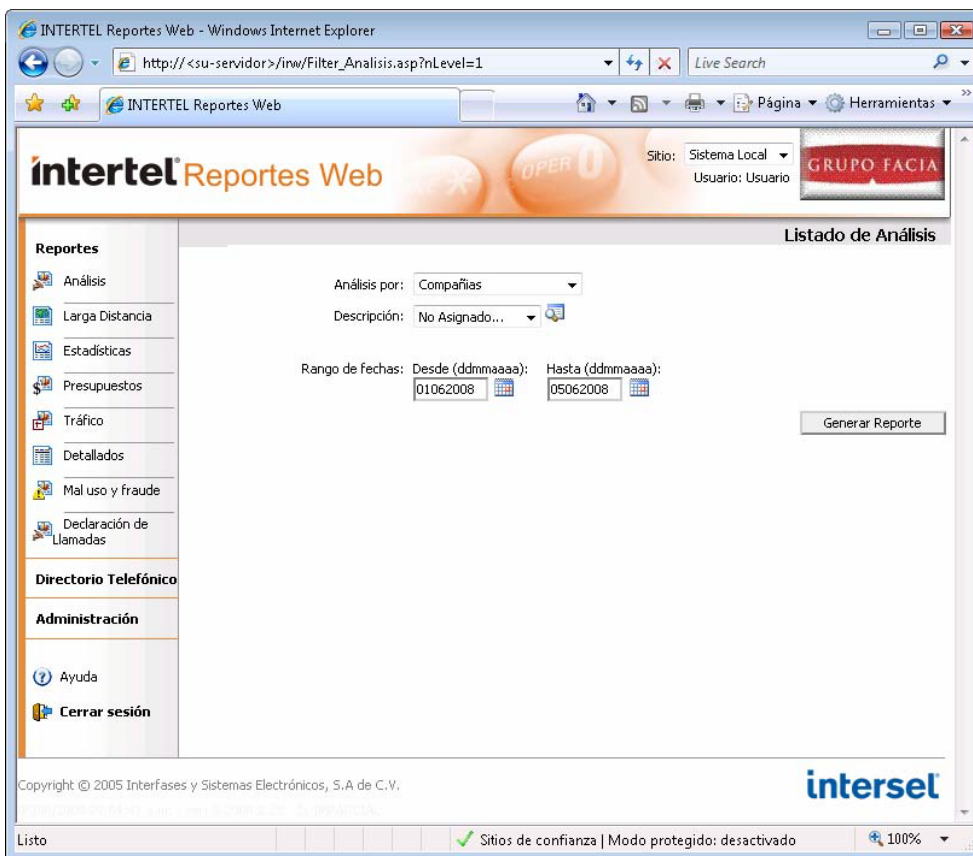 INTERTEL Reportes Web - Windows Internet Explorer
http://<su-servidor>/irw/Filter_Analisis.asp?nLevel=1
Live Search
INTERTEL Reportes Web
Página
Herramientas
íntertel Reportes Web
OPER 0
Sitio: Sistema Local
Usuario: Usuario
GRUPO FACIA
Listado de Análisis
Reportes
Análisis
Larga Distancia
Estadísticas
Presupuestos
Tráfico
Detallados
Mal uso y fraude
Declaración de
Llamadas
Directorio Telefónico
Administración
Ayuda
Cerrar sesión
Análisis por: Compañias
Descripción: No Asignado...
Rango de fechas: Desde (ddmmaaaa): Hasta (ddmmaaaa):
01062008 05062008
Generar Reporte
Copyright © 2005 Interfases y Sistemas Electrónicos, S.A de C.V.
intersel
Listo
Sitios de confianza | Modo protegido: desactivado
100%